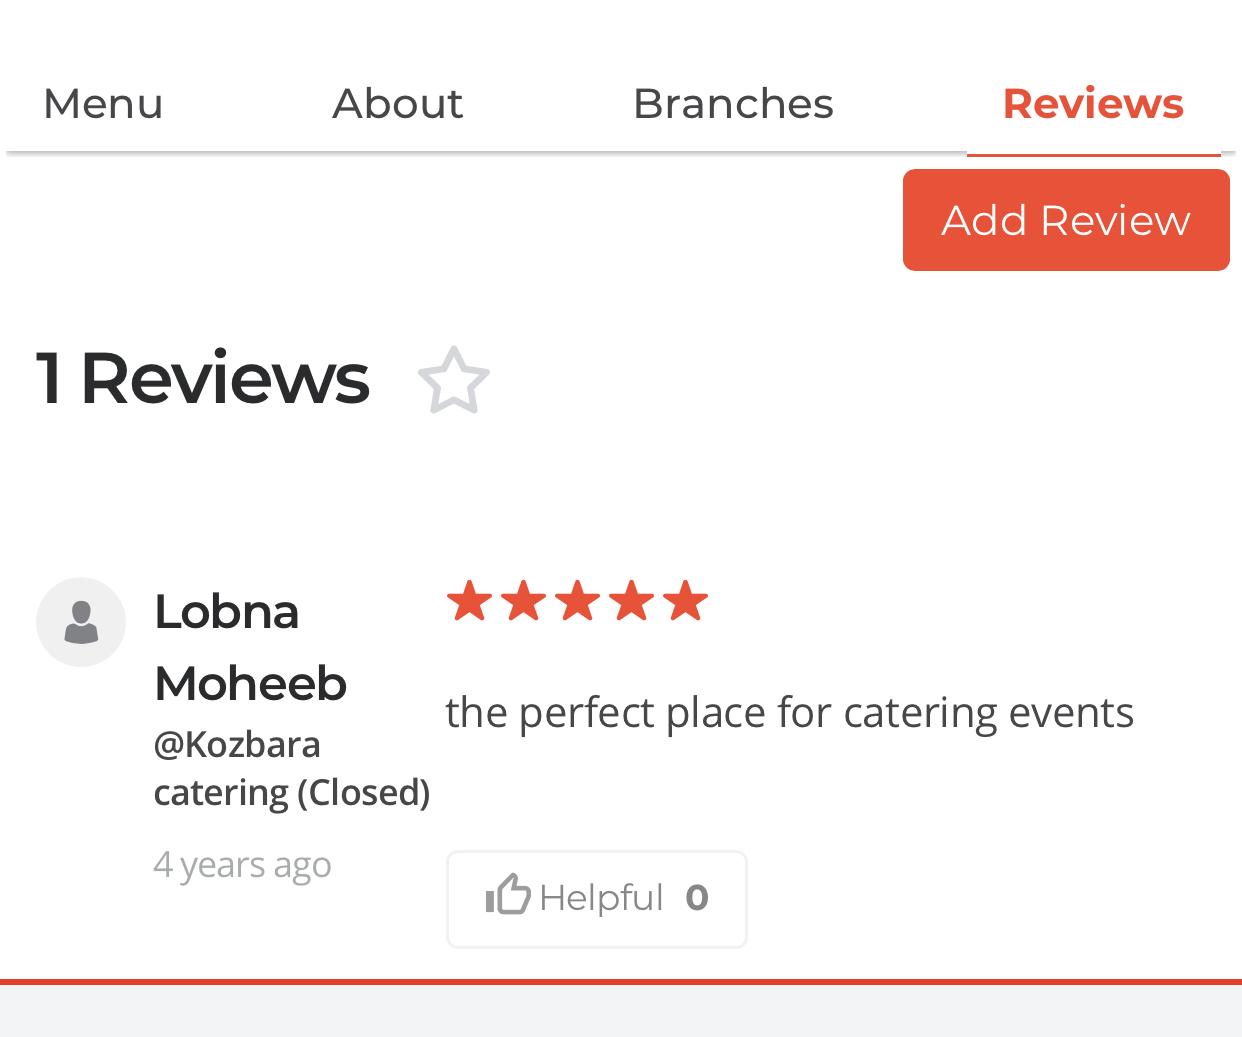 Menu About Branches Reviews
Add Review
1 Reviews
Lobna
Moheeb
@Kozbara
catering (Closed)
4 years ago
the perfect place for catering events
Helpful 0